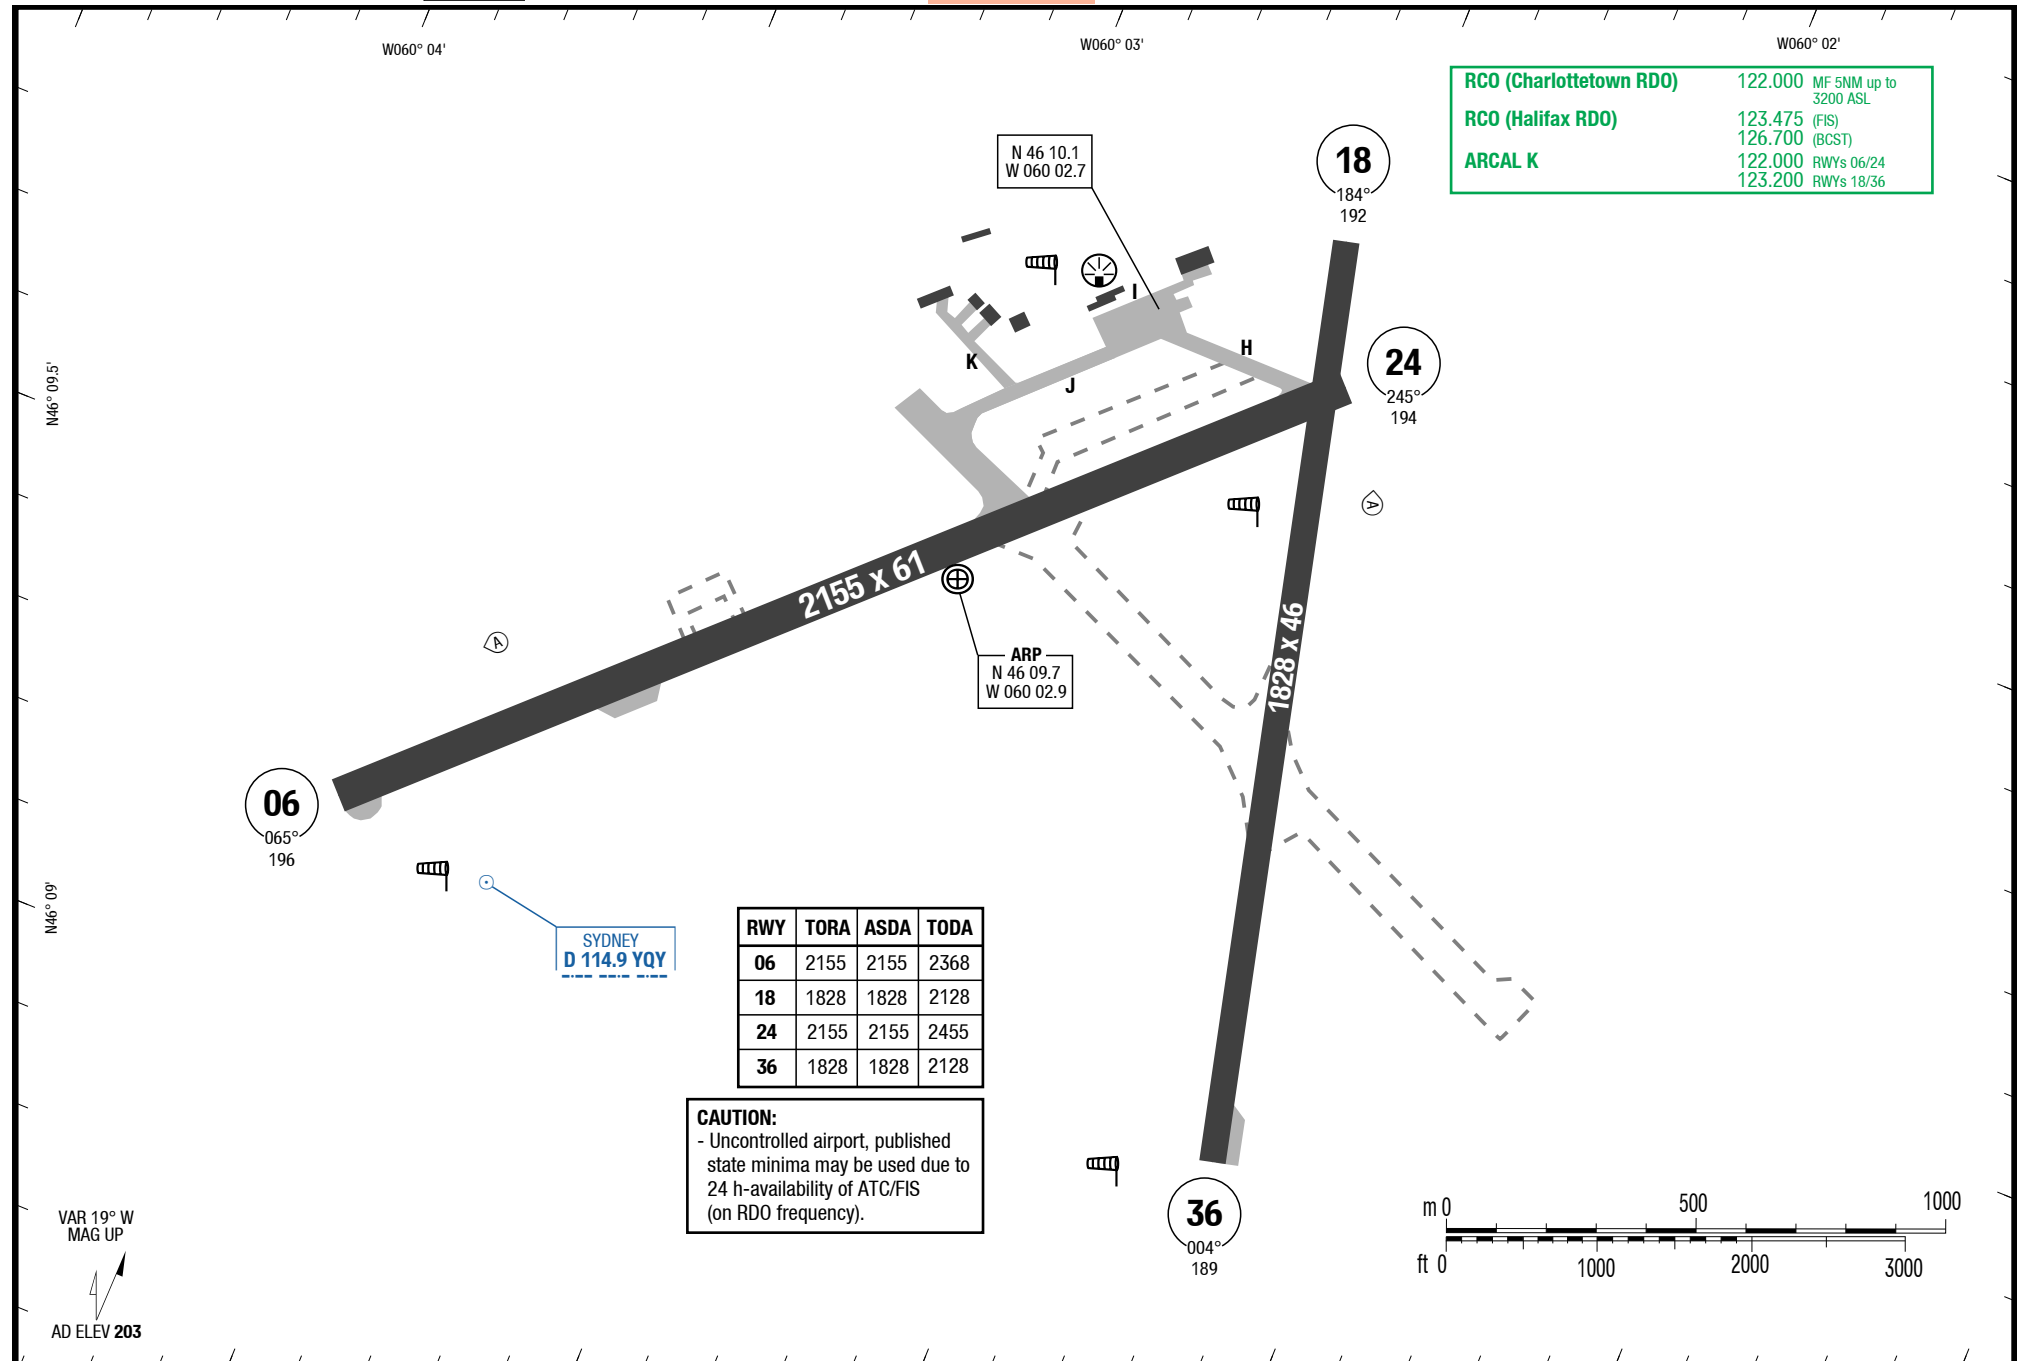 W060° 04'
W060° 03'
W060° 02'
RCO (Charlottetown RDO) 122.000 MF 5NM up to
3200 ASL
RCO (Halifax RDO) 123.475 (FIS)
126.700 (BCST)
ARCAL K 122.000 RWYs 06/24
123.200 RWYs 18/36
N 46 10.1
W 060 02.7
18
184°
192
I
H
K
J
24
245°
194
N46° 09.5'
A
2155 x 61
A
1828 x 46
ARP
N 46 09.7
W 060 02.9
06
065°
196
N46° 09'
SYDNEY
D 114.9 YQY
RWY TORA ASDA TODA
06 2155 2155 2368
18 1828 1828 2128
24 2155 2155 2455
36 1828 1828 2128
CAUTION:
- Uncontrolled airport, published
state minima may be used due to
24 h-availability of ATC/FIS
(on RDO frequency).
36
004°
189
m 0 500 1000
ft 0 1000 2000 3000
VAR 19° W
MAG UP
AD ELEV 203